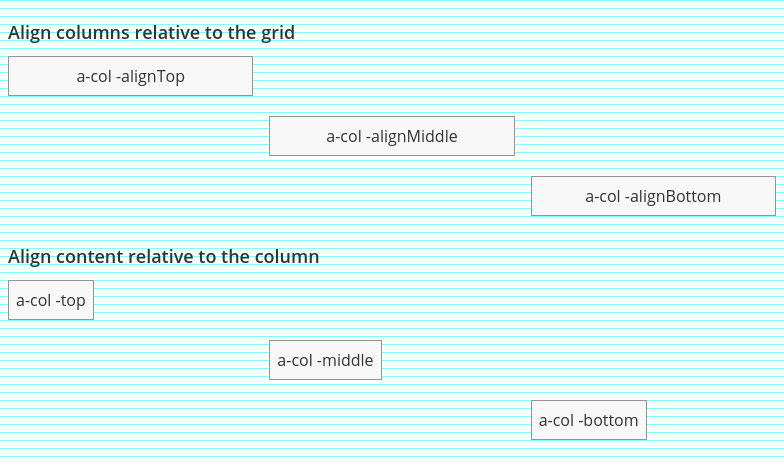 Align columns relative to the grid
a-col -alignTop
a-col -alignMiddle
a-col -alignBottom
Align content relative to the column
a-col -top
a-col -middle
a-col -bottom